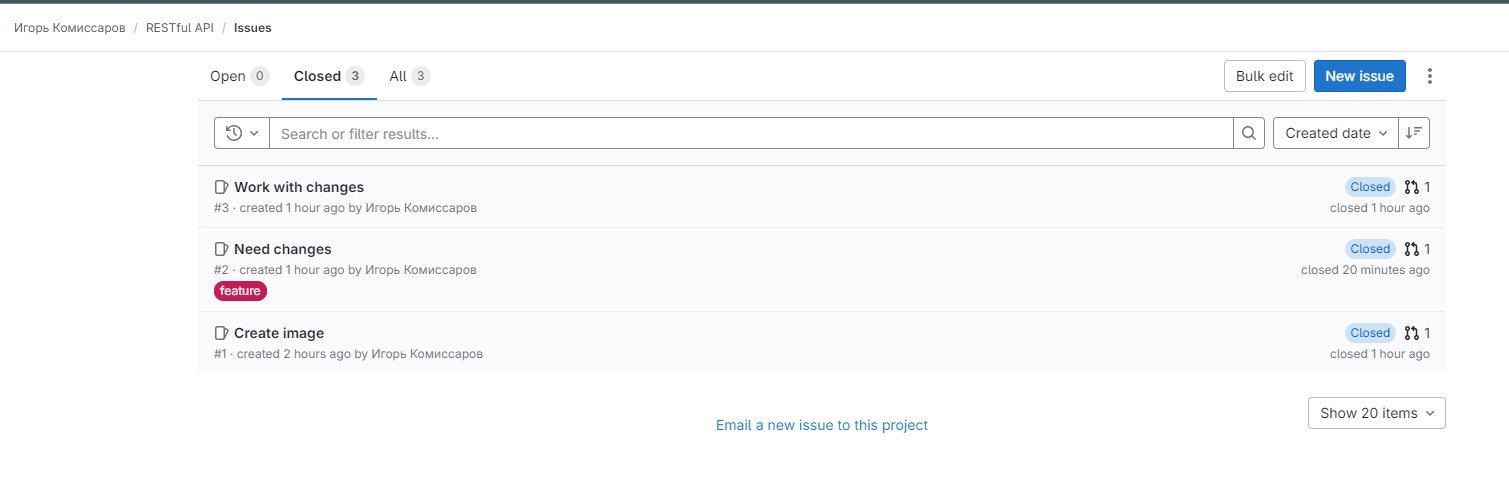 Игорь Комиссаров / RESTful API / Issues
Open 0 Closed 3 All 3 Bulk edit New issue
Search or filter results... Created date
Work with changes Closed 1
#3 · created 1 hour ago by Игорь Комиссаров closed 1 hour ago
Need changes Closed 1
#2 · created 1 hour ago by Игорь Комиссаров closed 20 minutes ago
feature
Create image Closed 1
#1 · created 2 hours ago by Игорь Комиссаров closed 1 hour ago
Show 20 items
Email a new issue to this project